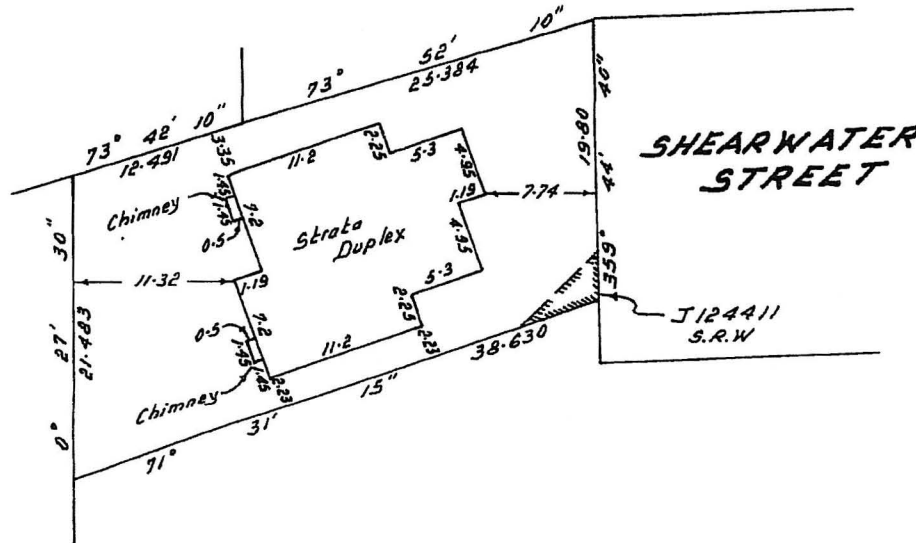 73° 52' 10"
25.384
73° 42' 10"
12.491
3.35
11.2
2.25
5.3
4.95
1.19
7.74
4.95
19.80
359° 44' 40"
SHEARWATER
STREET
Chimney
1.45
1.45
0.5
7.2
Strata
Duplex
11.32
1.19
7.2
0.5
1.45
1.45
Chimney
5.3
2.25
2.23
11.2
2.23
0° 27' 30"
21.483
71° 31' 15"
38.630
J124411
S.R.W